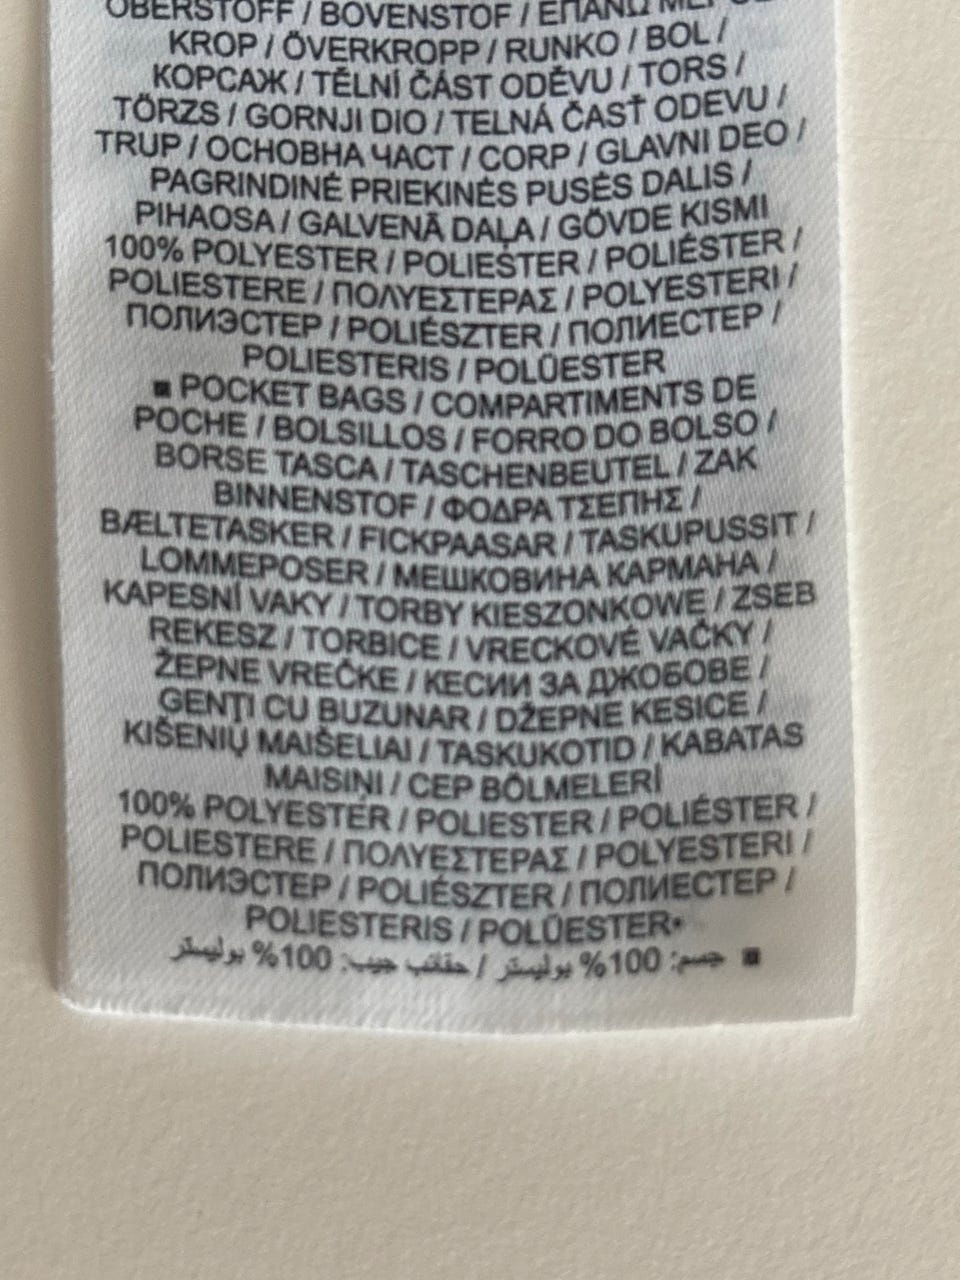 OBERSTOFF / BOVENSTOF / ΕΠΑΝΩ
KROP / ÖVERKROPP / RUNKO / BOL /
КОРСАЖ / TĚLNÍ ČÁST ODĚVU / TORS /
TÖRZS / GORNJI DIO / TELNÁ ČASŤ ODEVU /
TRUP / ОСНОВНА ЧАСТ / CORP / GLAVNI DEO /
PAGRINDINĖ PRIEKINĖS PUSĖS DALIS /
PIHAOSA / GALVENĀ DAĻA / GÖVDE KISMI
100% POLYESTER / POLIESTER / POLIÉSTER /
POLIESTERE / ΠΟΛΥΕΣΤΕΡΑΣ / POLYESTERI /
ПОЛИЭСТЕР / POLIÉSZTER / ПОЛИЕСТЕР /
POLIESTERIS / POLÜESTER
■ POCKET BAGS / COMPARTIMENTS DE
POCHE / BOLSILLOS / FORRO DO BOLSO /
BORSE TASCA / TASCHENBEUTEL / ZAK
BINNENSTOF / ΦΟΔΡΑ ΤΣΕΠΗΣ /
BÆLTETASKER / FICKPAASAR / TASKUPUSSIT /
LOMMEPOSER / МЕШКОВИНА КАРМАНА /
KAPESNÍ VAKY / TORBY KIESZONKOWE / ZSEB
REKESZ / TORBICE / VRECKOVÉ VAČKY /
ŽEPNE VREČKE / КЕСИИ ЗА ДЖОБОВЕ /
GENȚI CU BUZUNAR / DŽEPNE KESICE /
KIŠENIŲ MAIŠELIAI / TASKUKOTID / KABATAS
MAISIŅI / CEP BÖLMELERİ
100% POLYESTER / POLIESTER / POLIÉSTER /
POLIESTERE / ΠΟΛΥΕΣΤΕΡΑΣ / POLYESTERI /
ПОЛИЭСТЕР / POLIÉSZTER / ПОЛИЕСТЕР /
POLIESTERIS / POLÜESTER•
■ جسم: 100% بوليستر / حقائب جيب: 100% بوليستر